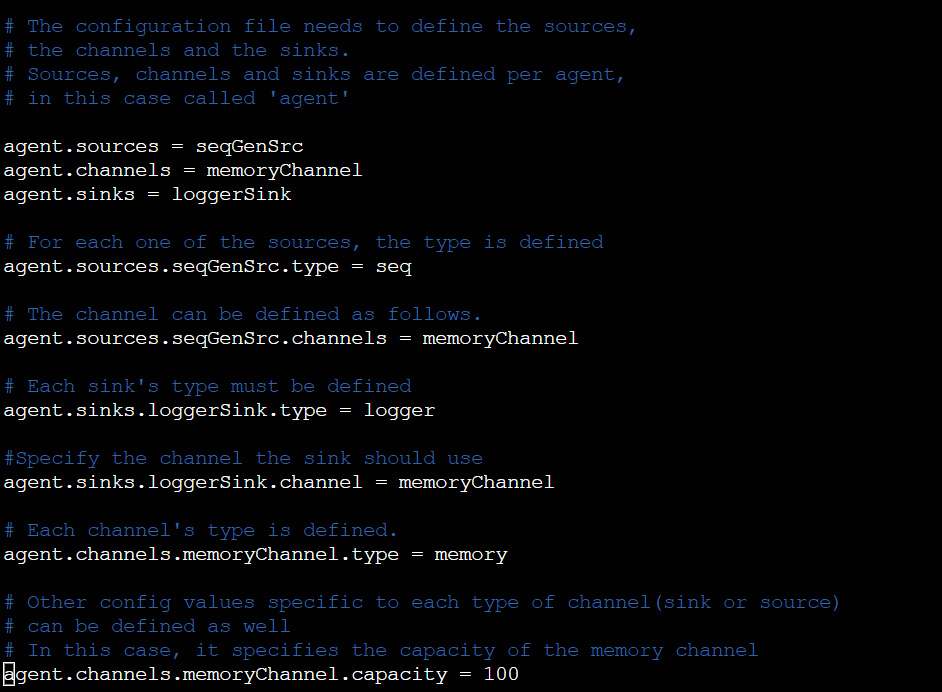 # The configuration file needs to define the sources,
# the channels and the sinks.
# Sources, channels and sinks are defined per agent,
# in this case called 'agent'
agent.sources = seqGenSrc
agent.channels = memoryChannel
agent.sinks = loggerSink
# For each one of the sources, the type is defined
agent.sources.seqGenSrc.type = seq
# The channel can be defined as follows.
agent.sources.seqGenSrc.channels = memoryChannel
# Each sink's type must be defined
agent.sinks.loggerSink.type = logger
#Specify the channel the sink should use
agent.sinks.loggerSink.channel = memoryChannel
# Each channel's type is defined.
agent.channels.memoryChannel.type = memory
# Other config values specific to each type of channel(sink or source)
# can be defined as well
# In this case, it specifies the capacity of the memory channel
agent.channels.memoryChannel.capacity = 100